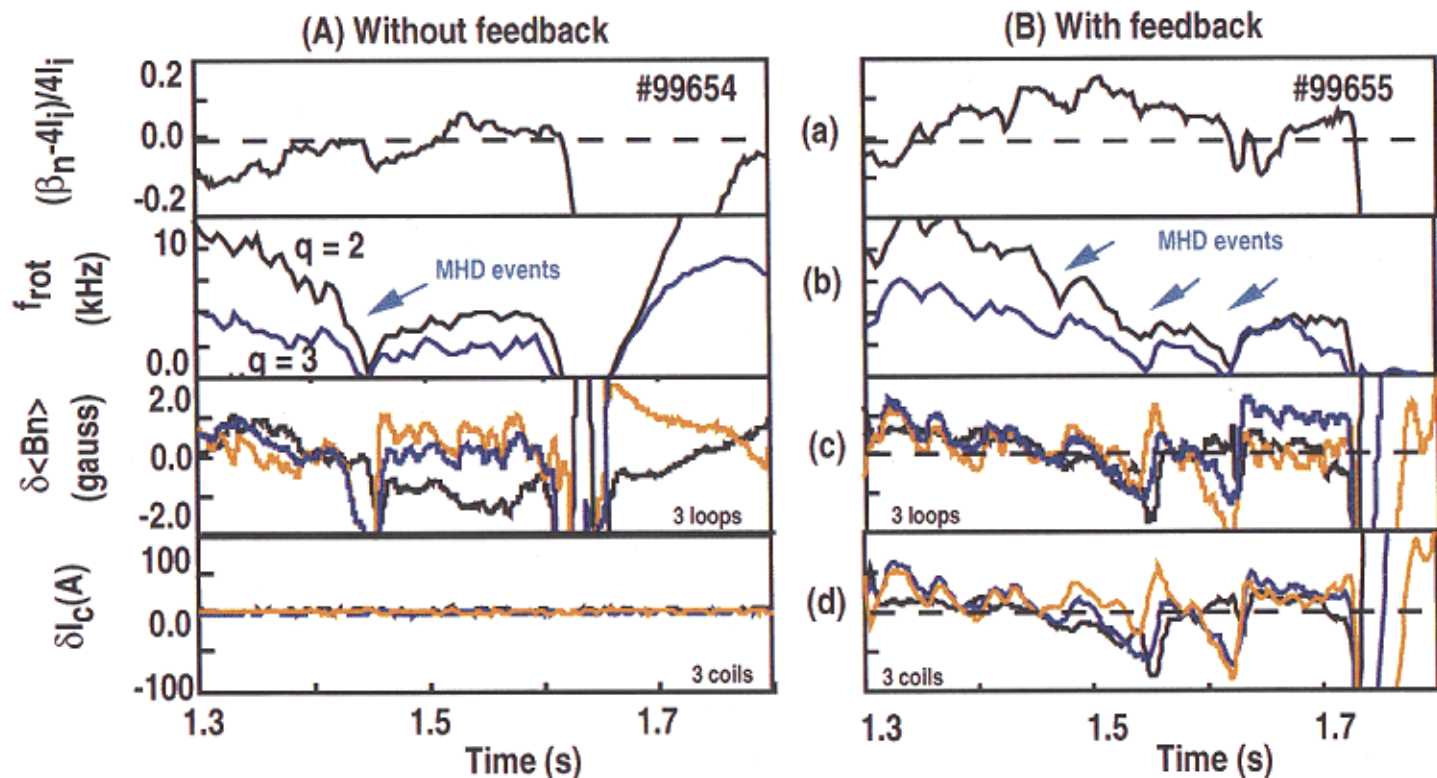 (A) Without feedback
(B) With feedback
(βn-4li)/4li
0.2
0.0
-0.2
#99654
(a)
#99655
frot
(kHz)
10
0.0
q = 2
MHD events
q = 3
(b)
MHD events
δ<Bn>
(gauss)
2.0
0.0
-2.0
3 loops
(c)
3 loops
δIC(A)
100
0.0
-100
3 coils
(d)
3 coils
1.3 1.5 1.7
Time (s)
1.3 1.5 1.7
Time (s)